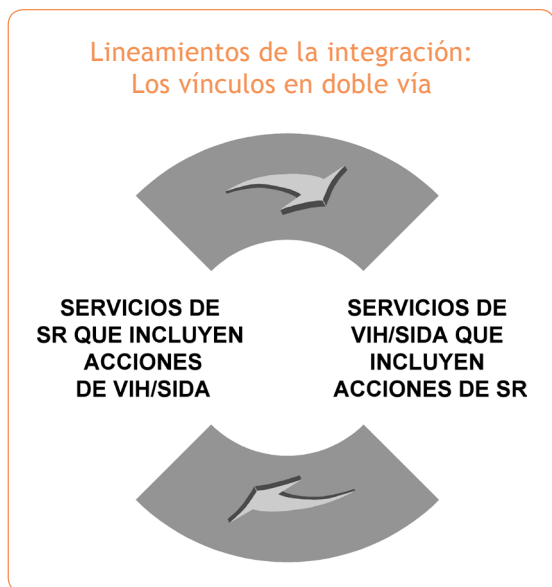 Lineamientos de la integración:
Los vínculos en doble vía
SERVICIOS DE
SR QUE INCLUYEN
ACCIONES
DE VIH/SIDA
SERVICIOS DE
VIH/SIDA QUE
INCLUYEN
ACCIONES DE SR